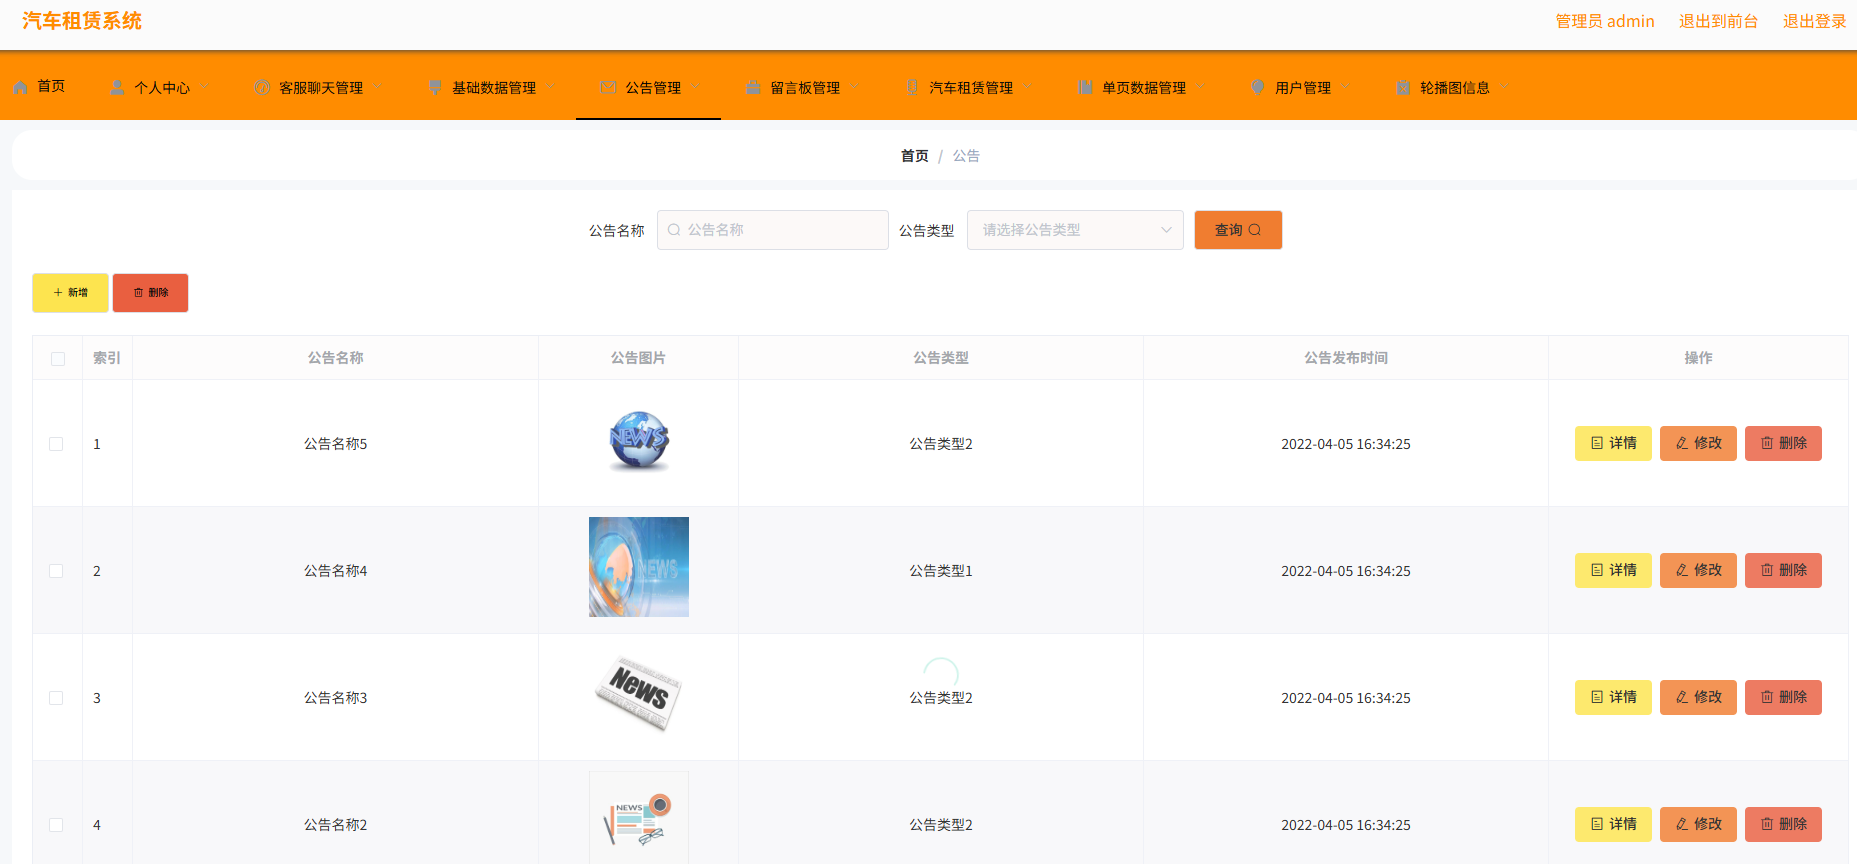 汽车租赁系统
管理员 admin 退出到前台 退出登录
首页 个人中心 客服聊天管理 基础数据管理 公告管理 留言板管理 汽车租赁管理 单页数据管理 用户管理 轮播图信息
首页 / 公告
公告名称 公告名称 公告类型 请选择公告类型 查询
+ 新增 删除
索引 公告名称 公告图片 公告类型 公告发布时间 操作
1 公告名称5 NEWS 公告类型2 2022-04-05 16:34:25 详情 修改 删除
2 公告名称4 NEWS 公告类型1 2022-04-05 16:34:25 详情 修改 删除
3 公告名称3 News 公告类型2 2022-04-05 16:34:25 详情 修改 删除
4 公告名称2 NEWS 公告类型2 2022-04-05 16:34:25 详情 修改 删除